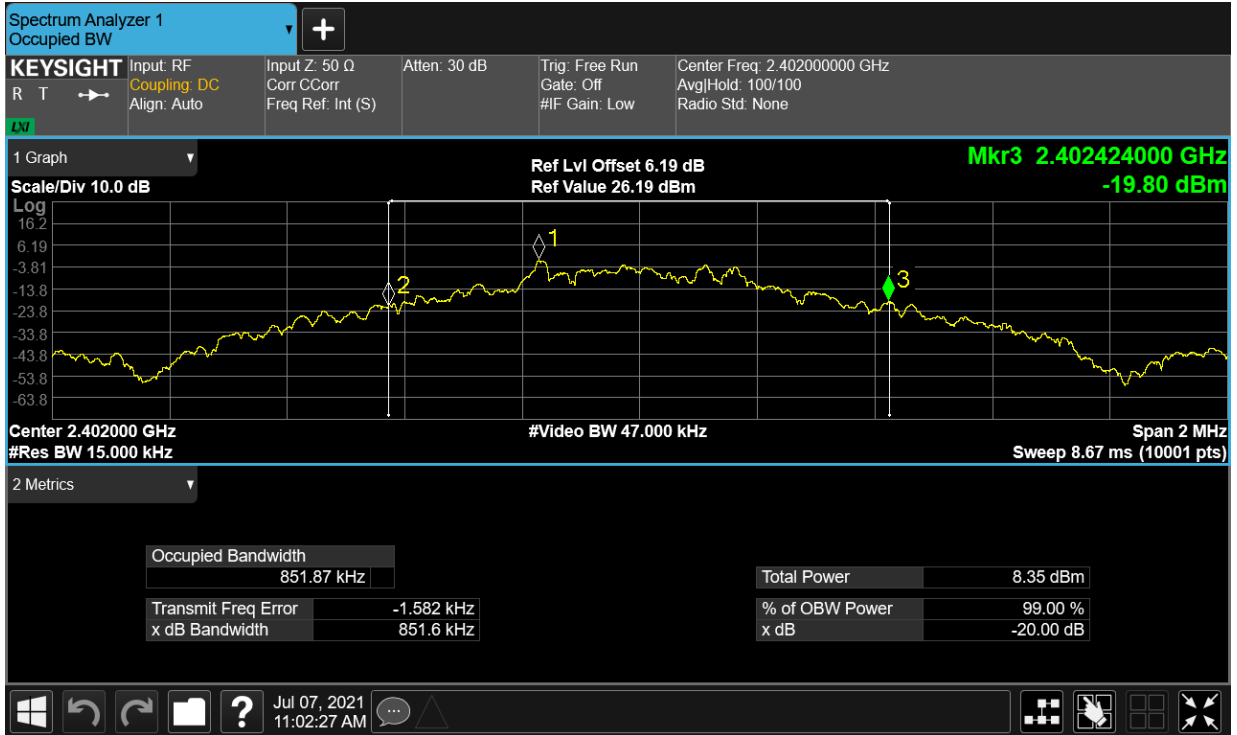 Spectrum Analyzer 1
Occupied BW
KEYSIGHT
R T
LXI
Input: RF
Coupling: DC
Align: Auto
Input Z: 50 Ω
Corr CCorr
Freq Ref: Int (S)
Atten: 30 dB
Trig: Free Run
Gate: Off
#IF Gain: Low
Center Freq: 2.402000000 GHz
Avg|Hold: 100/100
Radio Std: None
1 Graph
Scale/Div 10.0 dB
Ref Lvl Offset 6.19 dB
Ref Value 26.19 dBm
Mkr3 2.402424000 GHz
-19.80 dBm
Log
16.2
6.19
-3.81
-13.8
-23.8
-33.8
-43.8
-53.8
-63.8
1
2
3
Center 2.402000 GHz
#Video BW 47.000 kHz
Span 2 MHz
#Res BW 15.000 kHz
Sweep 8.67 ms (10001 pts)
2 Metrics
Occupied Bandwidth
851.87 kHz
Transmit Freq Error -1.582 kHz
x dB Bandwidth 851.6 kHz
Total Power 8.35 dBm
% of OBW Power 99.00 %
x dB -20.00 dB
?
Jul 07, 2021
11:02:27 AM